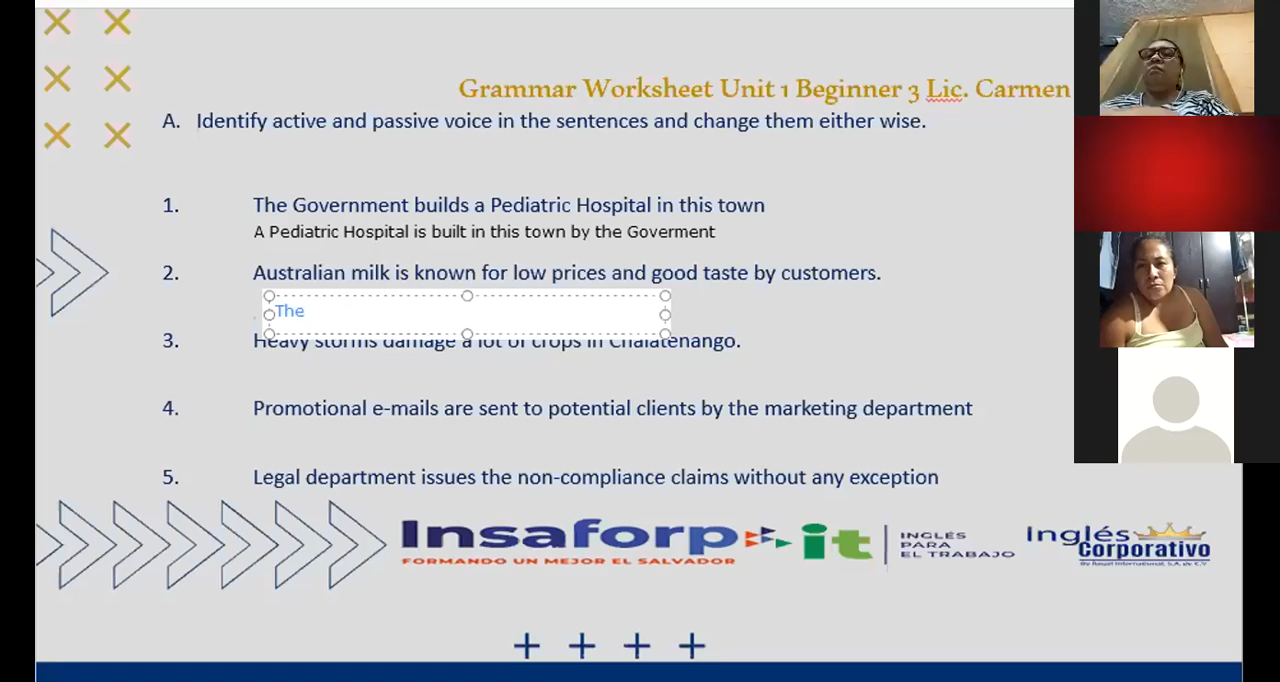 Grammar Worksheet Unit 1 Beginner 3 Lic. Carmen
A. Identify active and passive voice in the sentences and change them either wise.
1. The Government builds a Pediatric Hospital in this town
A Pediatric Hospital is built in this town by the Goverment
2. Australian milk is known for low prices and good taste by customers.
The
3. Heavy storms damage a lot of crops in Chalatenango.
4. Promotional e-mails are sent to potential clients by the marketing department
5. Legal department issues the non-compliance claims without any exception
Insaforp
FORMANDO UN MEJOR EL SALVADOR
it
INGLÉS
PARA
EL TRABAJO
Inglés
Corporativo
By Royal International, S.A. de C.V